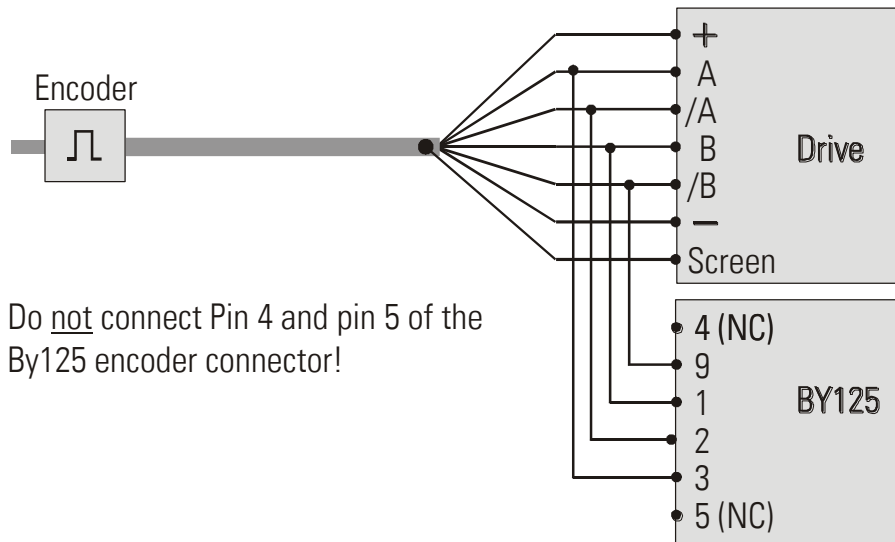 Encoder
+
A
/A
B
/B
−
Screen
Drive
Do not connect Pin 4 and pin 5 of the
By125 encoder connector!
4 (NC)
9
1
2
3
5 (NC)
BY125